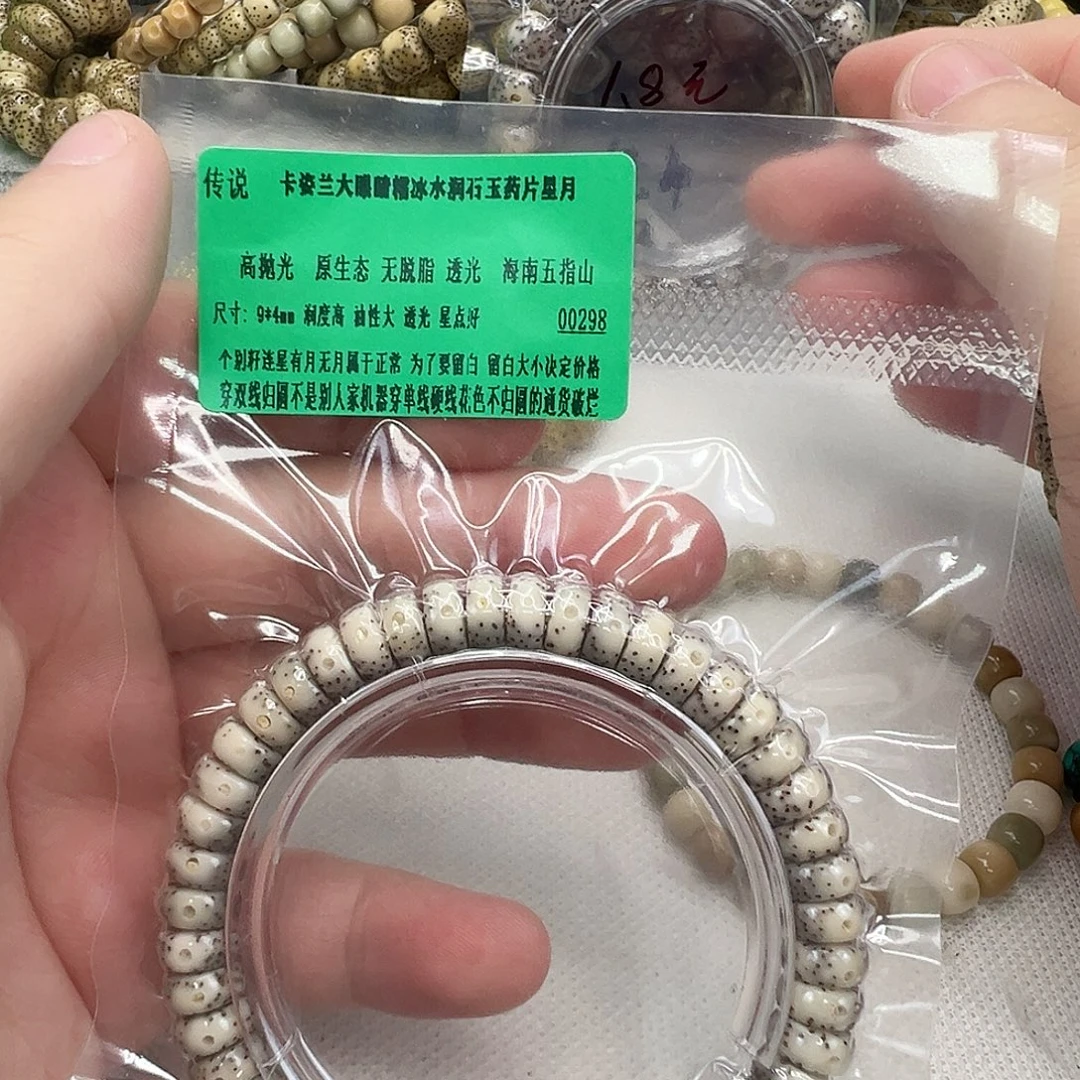 1.8元
传说 卡姿兰大眼暗帽冰水润石玉药片星月
高抛光 原生态 无脱脂 透光 海南五指山
尺寸: 9*4mm 润度高 油性大 透光 星点好 00298
个别籽连星有月无月属于正常 为了要留白 留白大小决定价格
穿双线归圆不是别人家机器穿单线硬线花色不归圆的通货破烂